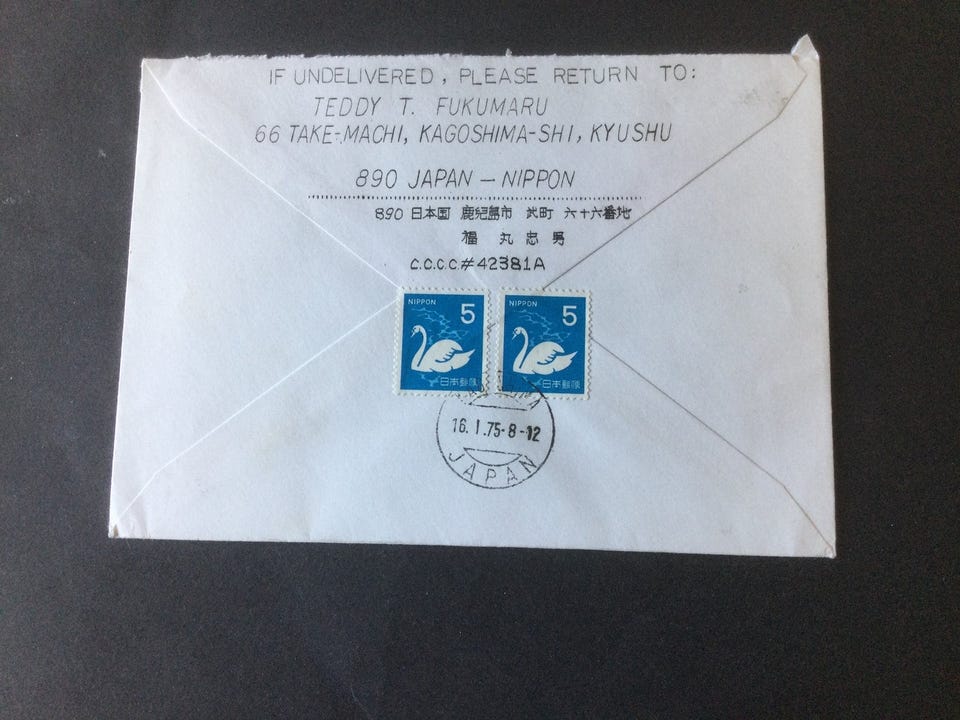 IF UNDELIVERED, PLEASE RETURN TO:
TEDDY T. FUKUMARU
66 TAKE-MACHI, KAGOSHIMA-SHI, KYUSHU
890 JAPAN — NIPPON
890 日本国 鹿児島市 武町 六十六番地
福丸忠男
C.C.C.C.#42381A
NIPPON 5
日本郵便
NIPPON 5
日本郵便
16.I.75-8-12
JAPAN